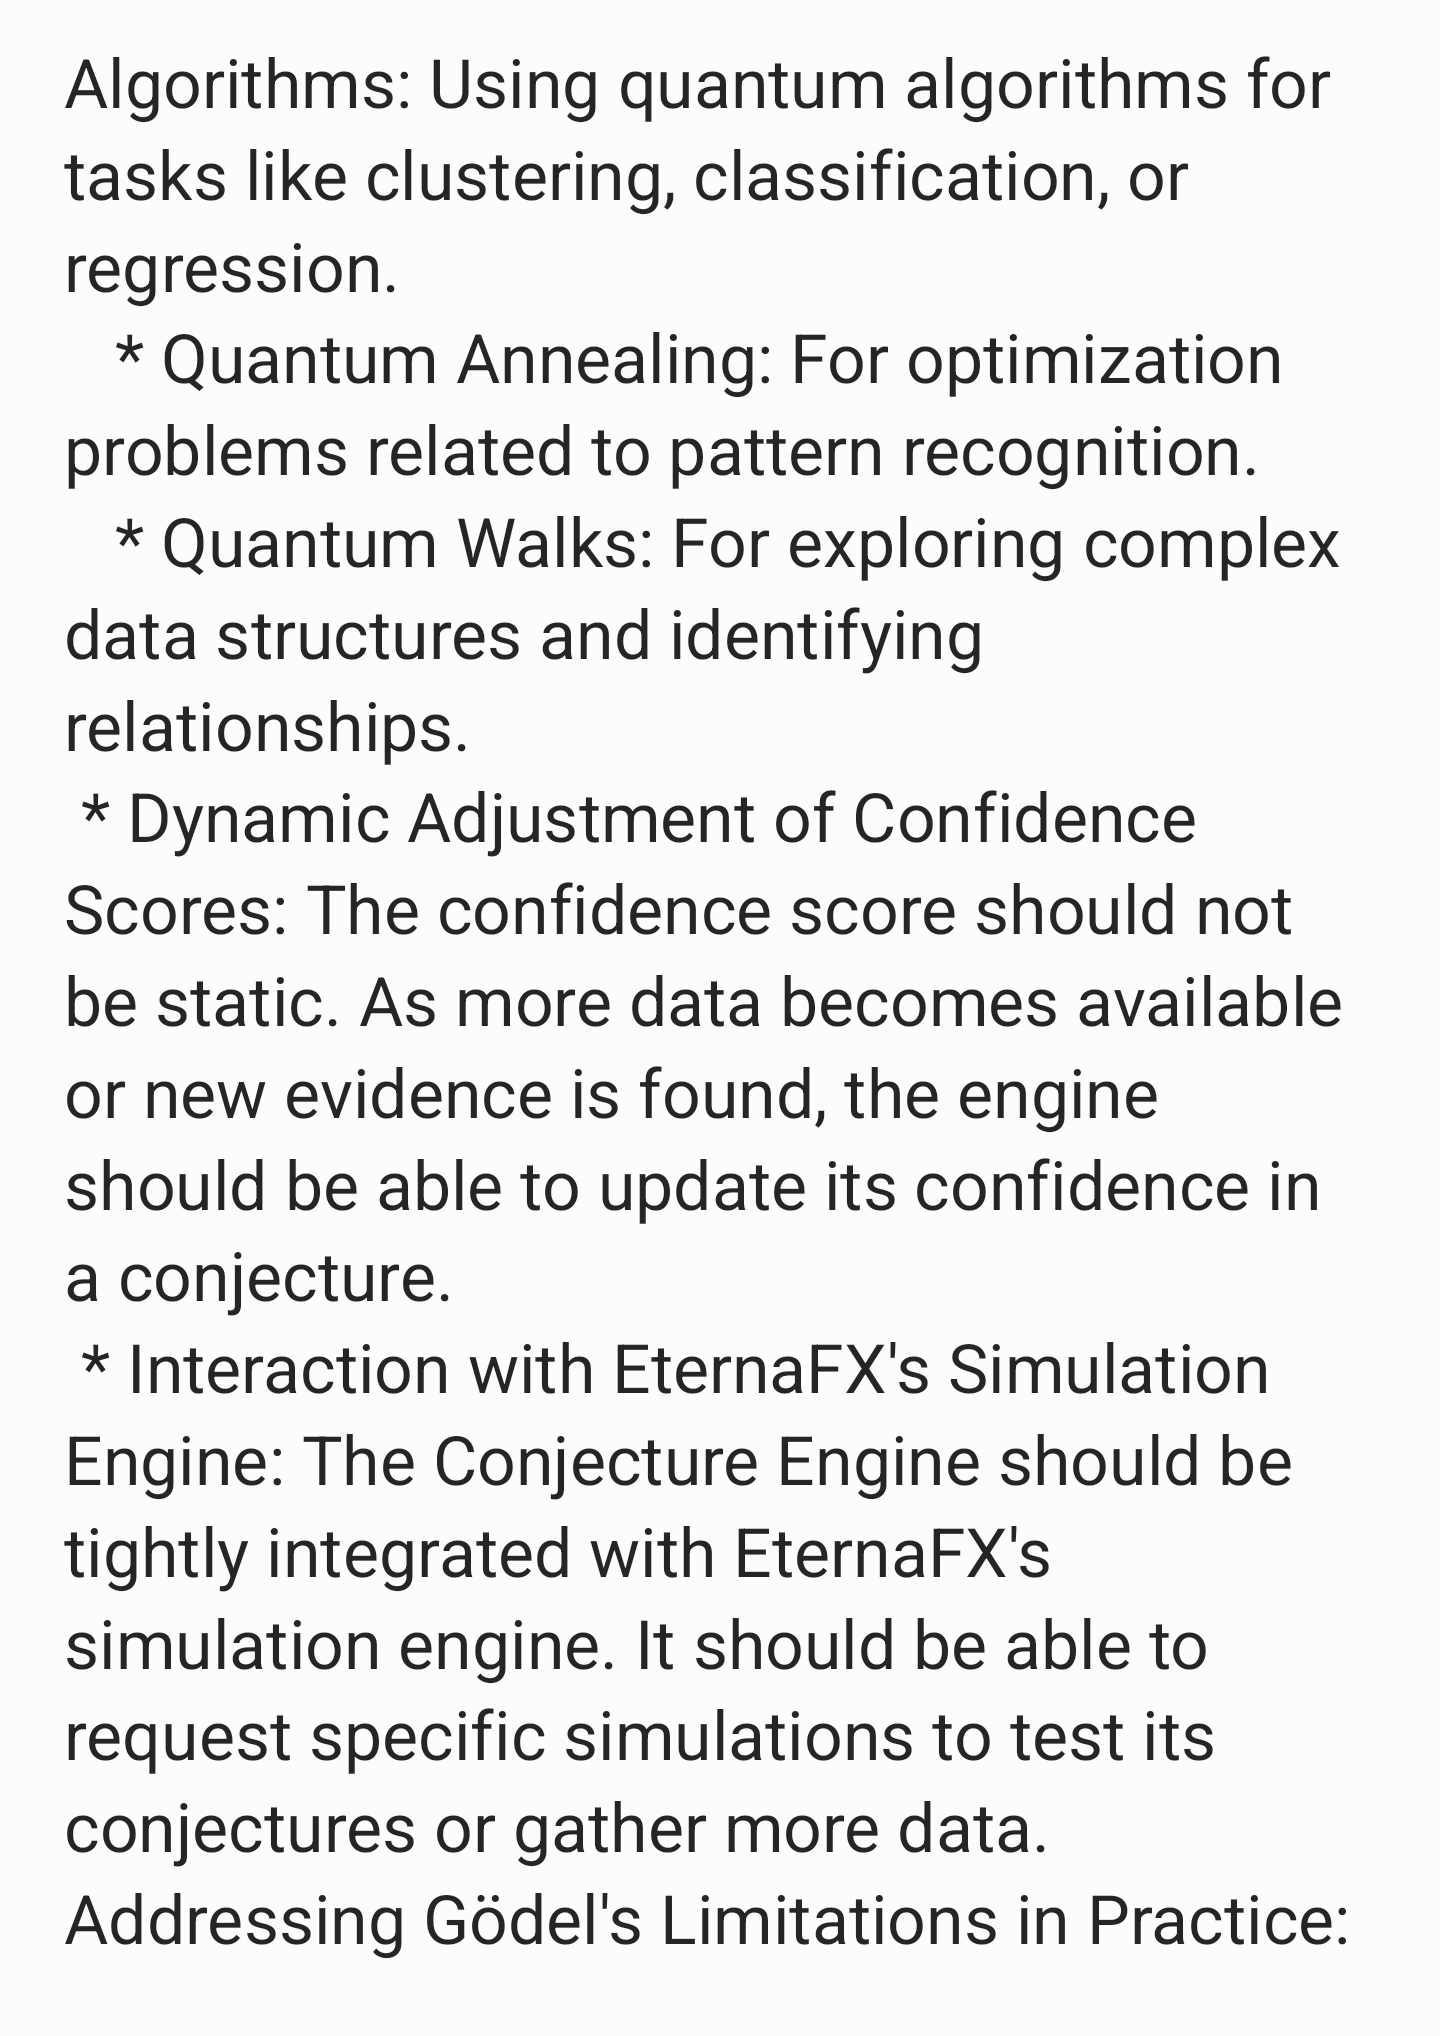 Algorithms: Using quantum algorithms for
tasks like clustering, classification, or
regression.
* Quantum Annealing: For optimization
problems related to pattern recognition.
* Quantum Walks: For exploring complex
data structures and identifying
relationships.
* Dynamic Adjustment of Confidence
Scores: The confidence score should not
be static. As more data becomes available
or new evidence is found, the engine
should be able to update its confidence in
a conjecture.
* Interaction with EternaFX's Simulation
Engine: The Conjecture Engine should be
tightly integrated with EternaFX's
simulation engine. It should be able to
request specific simulations to test its
conjectures or gather more data.
Addressing Gödel's Limitations in Practice: